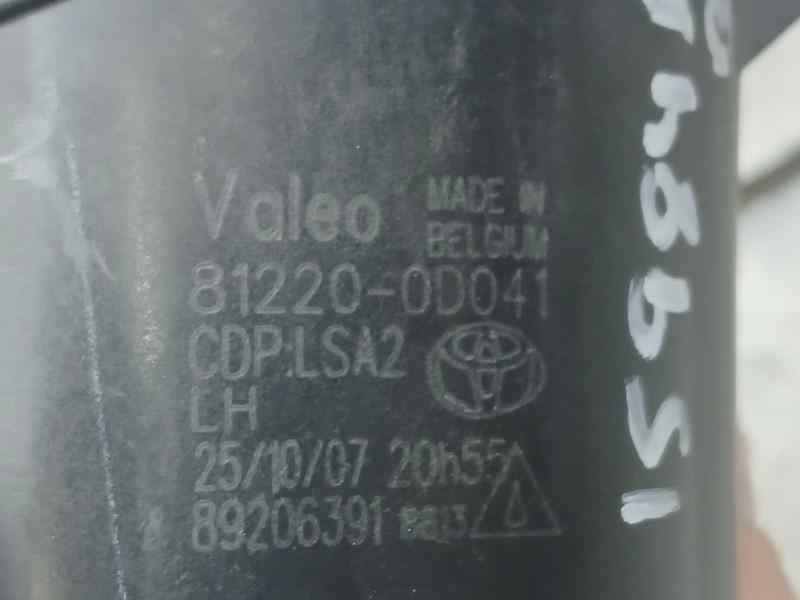 Valeo MADE IN BELGIUM
81220-0D041
CDP:LSA2
LH
25/10/07 20h55
89206391